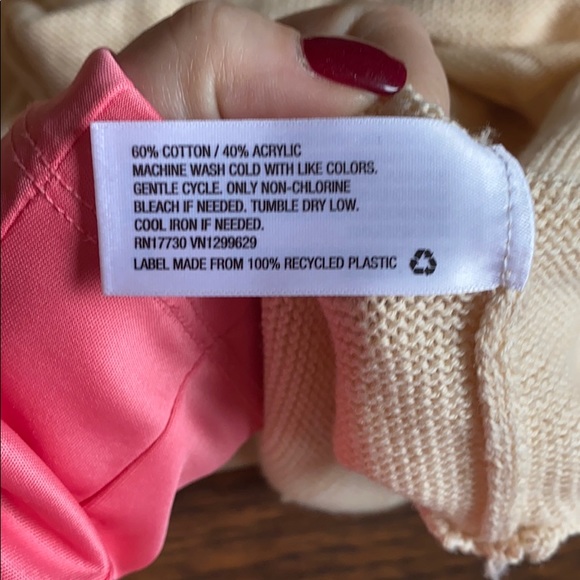 60% COTTON / 40% ACRYLIC
MACHINE WASH COLD WITH LIKE COLORS.
GENTLE CYCLE. ONLY NON-CHLORINE
BLEACH IF NEEDED. TUMBLE DRY LOW.
COOL IRON IF NEEDED.
RN17730 VN1299629
LABEL MADE FROM 100% RECYCLED PLASTIC